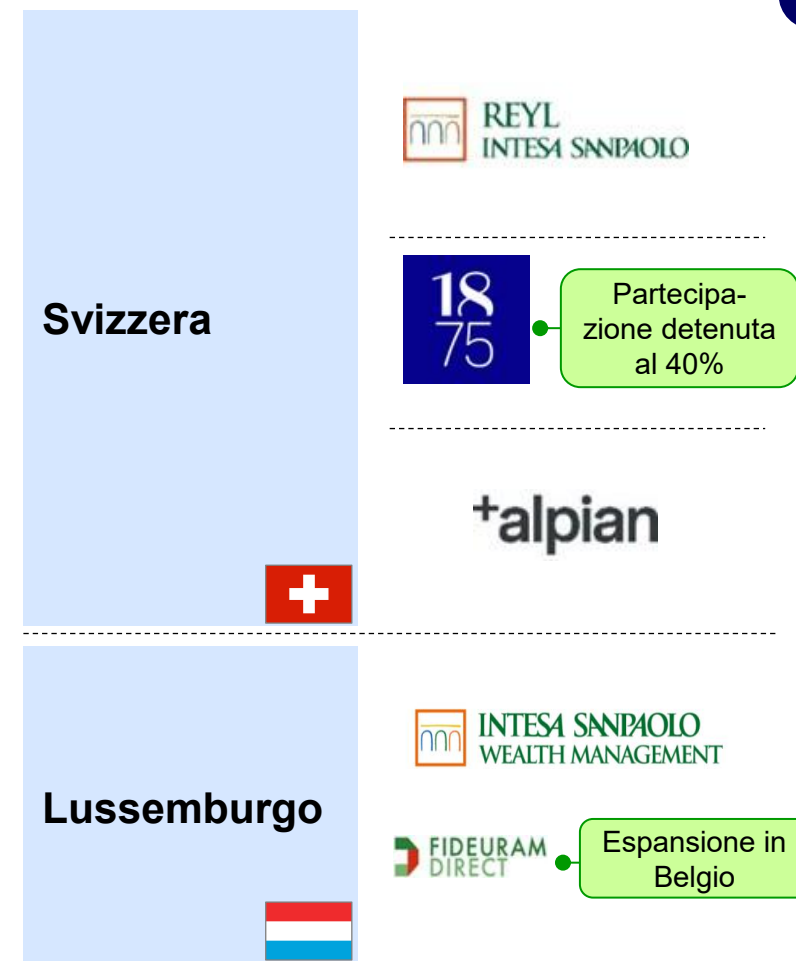 REYL
INTESA SANPAOLO
Svizzera
18
75
Partecipa-
zione detenuta
al 40%
+alpian
INTESA SANPAOLO
WEALTH MANAGEMENT
Lussemburgo
FIDEURAM
DIRECT
Espansione in
Belgio